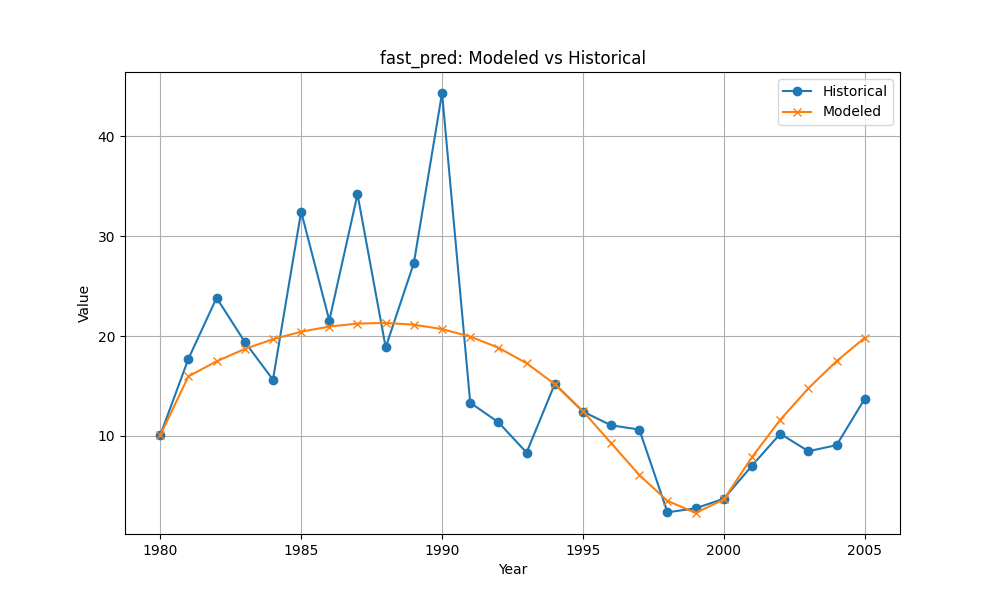 fast_pred: Modeled vs Historical
Historical
Modeled
40
30
20
10
Value
1980
1985
1990
1995
2000
2005
Year